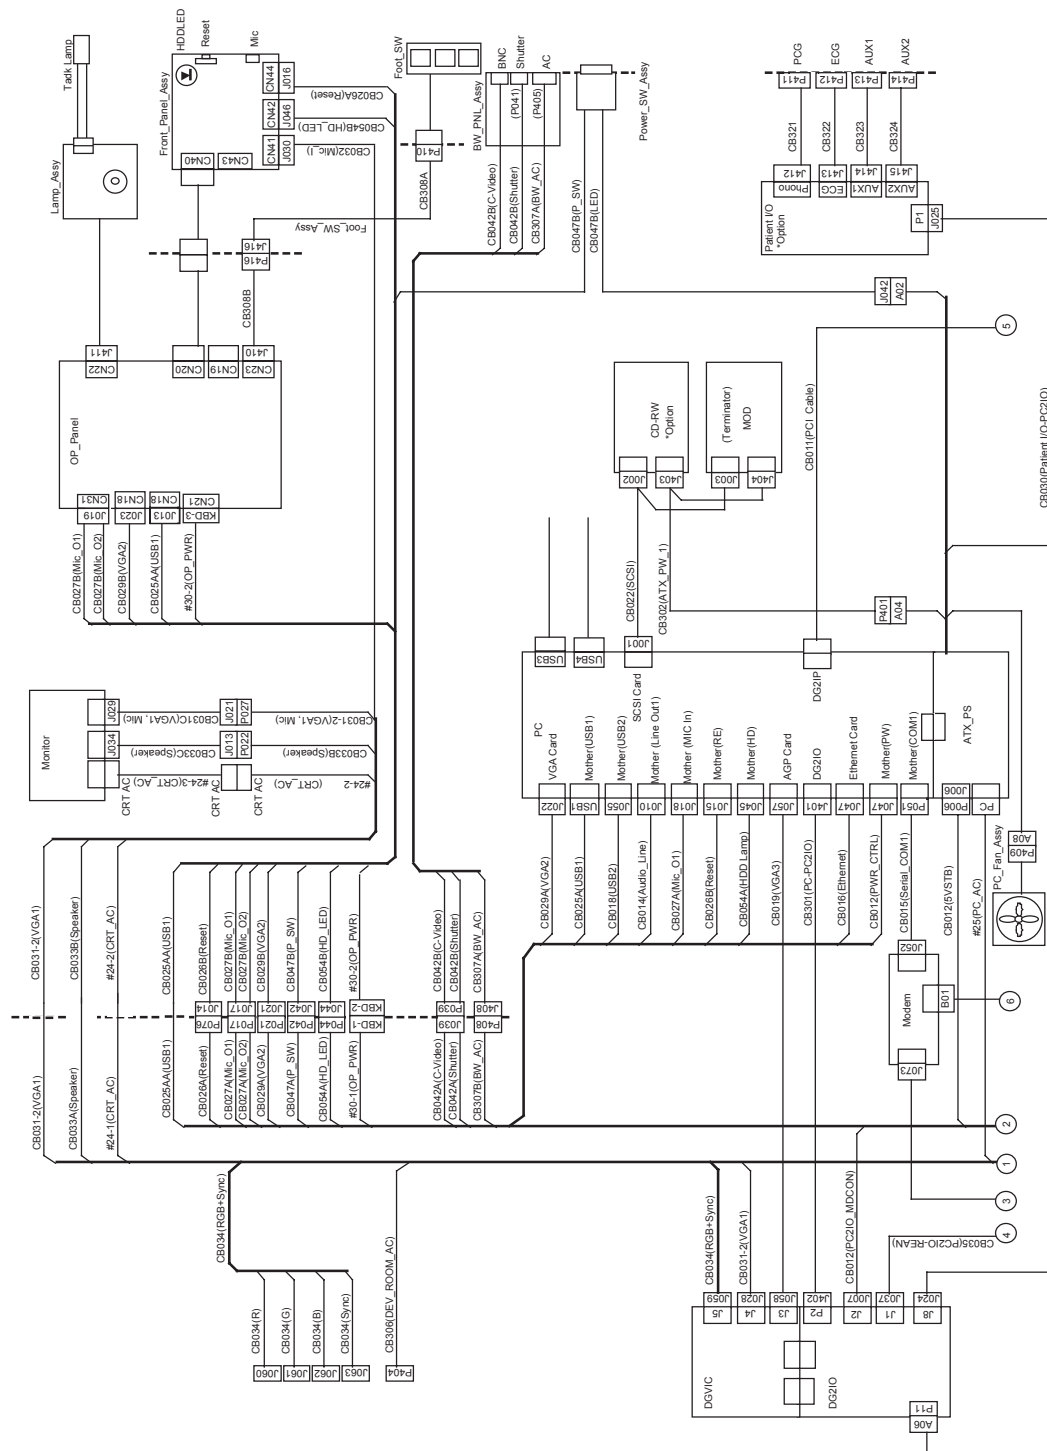 Monitor
CRT AC
J034
J029
#24-3(CRT_AC)
CB033C(Speaker)
CB031C(VGA1, Mic)
CRT AC
J013
P022
J021
P027
CRT AC
#24-2
(CRT_AC)
CB033B(Speaker)
CB031-2(VGA1, Mic)
Tadk Lamp
Lamp_Assy
Front_Panel_Assy
HDDLED
Reset
Mic
CN40
CN43
CN41
J030
CN42
J046
CN44
J016
CB032(Mic_I)
CB054B(HD_LED)
CB026A(Reset)
Foot_SW
P410
CB308A
Foot_SW_Assy
J416
P416
CB308B
OP_Panel
CN22
J411
CN20
CN19
CN23
J410
J019
CN31
J023
CN18
J013
CN18
KBD-3
CN21
CB027B(Mic_O1)
CB027B(Mic_O2)
CB029B(VGA2)
CB025AA(USB1)
#30-2(OP_PWR)
BW_PNL_Assy
BNC
Shutter
AC
(P041)
(P405)
CB042B(C-Video)
CB042B(Shutter)
CB307A(BW_AC)
Power_SW_Assy
CB047B(P_SW)
CB047B(LED)
J042
A02
PCG
ECG
AUX1
AUX2
P411
P412
P413
P414
CB321
CB322
CB323
CB324
J412
J413
J414
J415
Phono
ECG
AUX1
AUX2
Patient I/O
*Option
P1
J025
CB030(Patient I/O-PC2IO)
CD-RW
*Option
(Terminator)
MOD
J002
J403
J003
J404
CB022(SCSI)
CB302(ATX_PW_1)
CB011(PCI_Cable)
5
P401
A04
USB3
USB4
J001
SCSI Card
DG2IP
PC
VGA Card
Mother(USB1)
Mother(USB2)
Mother (Line Out1)
Mother (MIC In)
Mother(RE)
Mother(HD)
AGP Card
DG2IO
Ethernet Card
Mother(PW)
Mother(COM1)
ATX_PS
J022
USB1
J055
J010
J018
J015
J045
J057
J401
J047
J047
P051
P006
J006
PC
CB029A(VGA2)
CB025A(USB1)
CB018(USB2)
CB014(Audio_Line)
CB027A(Mic_O1)
CB026B(Reset)
CB054A(HDD Lamp)
CB019(VGA3)
CB301(PC-PC2IO)
CB016(Ethernet)
CB012(PWR_CTRL)
CB015(Serial_COM1)
CB012(5VSTB)
#25(PC_AC)
PC_Fan_Assy
A08
P409
Modem
J052
J073
B01
6
CB031-2(VGA1)
CB033B(Speaker)
#24-2(CRT_AC)
CB025AA(USB1)
CB026B(Reset)
CB027B(Mic_O1)
CB027B(Mic_O2)
CB029B(VGA2)
CB047B(P_SW)
CB054B(HD_LED)
#30-2(OP_PWR)
CB042B(C-Video)
CB042B(Shutter)
CB307A(BW_AC)
P076
J014
P017
J017
P021
J021
P042
J042
P044
J044
KBD-1
KBD-2
J039
P039
P408
J408
CB031-2(VGA1)
CB033A(Speaker)
#24-1(CRT_AC)
CB025AA(USB1)
CB026A(Reset)
CB027A(Mic_O1)
CB027A(Mic_O2)
CB029A(VGA2)
CB047A(P_SW)
CB054A(HD_LED)
#30-1(OP_PWR)
CB042A(C-Video)
CB042A(Shutter)
CB307B(BW_AC)
2
1
3
4
CB034(RGB+Sync)
CB034(R)
CB034(G)
CB034(B)
CB034(Sync)
CB306(DEV_ROOM_AC)
J060
J061
J062
J063
P404
CB034(RGB+Sync)
CB031-2(VGA1)
CB012(PC2IO_MDCON)
CB035(PC2IO-REAN)
J059
J028
J058
J402
J007
J037
J024
J5
J4
J3
P2
J2
J1
J8
DGVIC
DG2IO
P11
A06